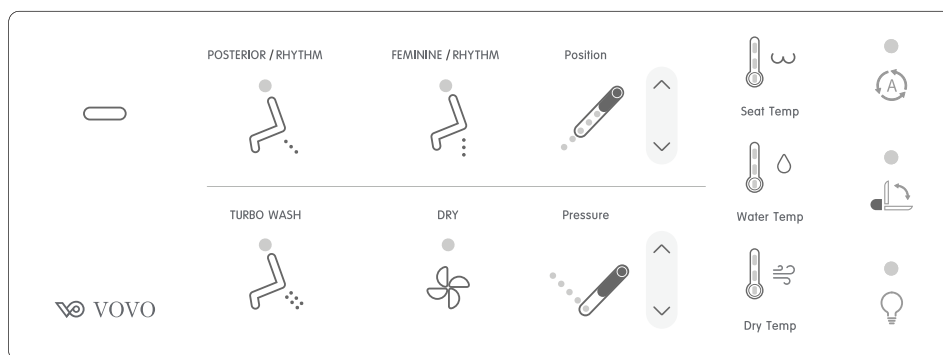 POSTERIOR / RHYTHM
FEMININE / RHYTHM
Position
Seat Temp
A
Water Temp
TURBO WASH
DRY
Pressure
VOVO
Dry Temp